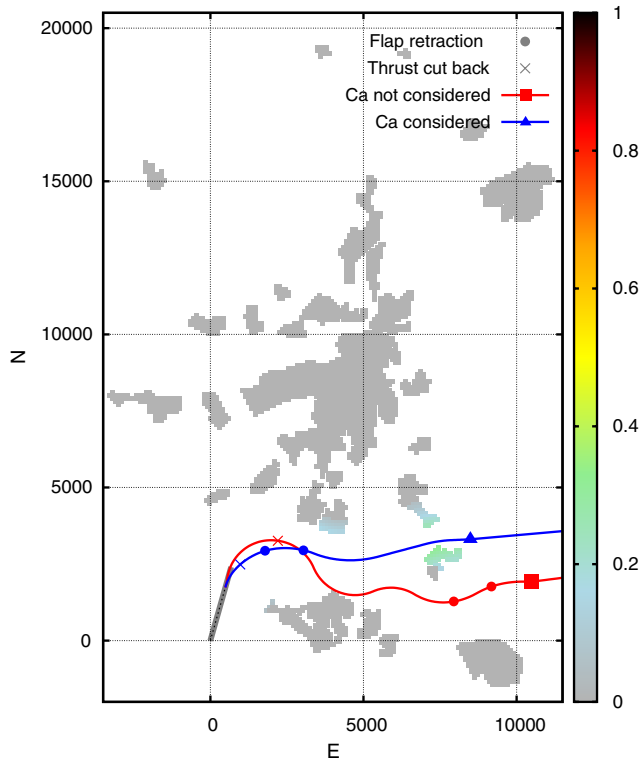 20000
15000
10000
5000
0
N
0
5000
10000
E
Flap retraction
Thrust cut back
Ca not considered
Ca considered
1
0.8
0.6
0.4
0.2
0